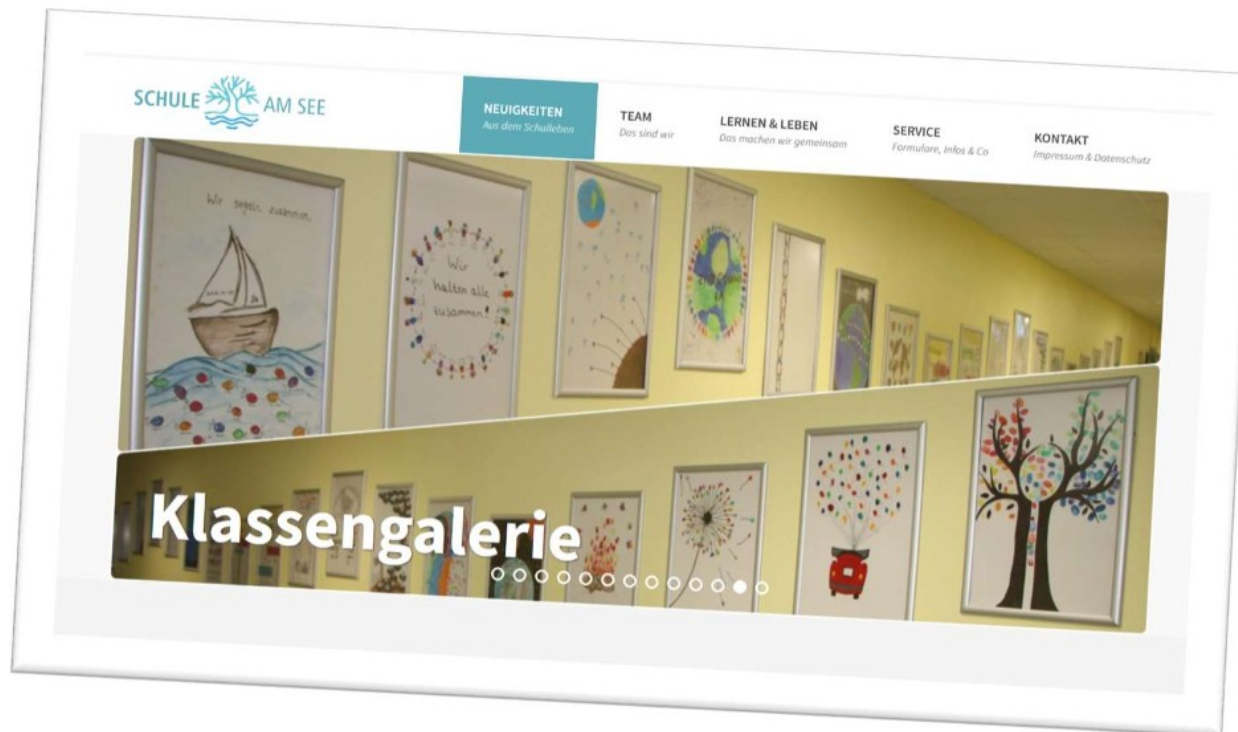 SCHULE AM SEE
NEUIGKEITEN
Aus dem Schulleben
TEAM
Das sind wir
LERNEN & LEBEN
Das machen wir gemeinsam
SERVICE
Formulare, Infos & Co
KONTAKT
Impressum & Datenschutz
Wir segeln zusammen.
Wir
halten alle
zusammen!
Klassengalerie